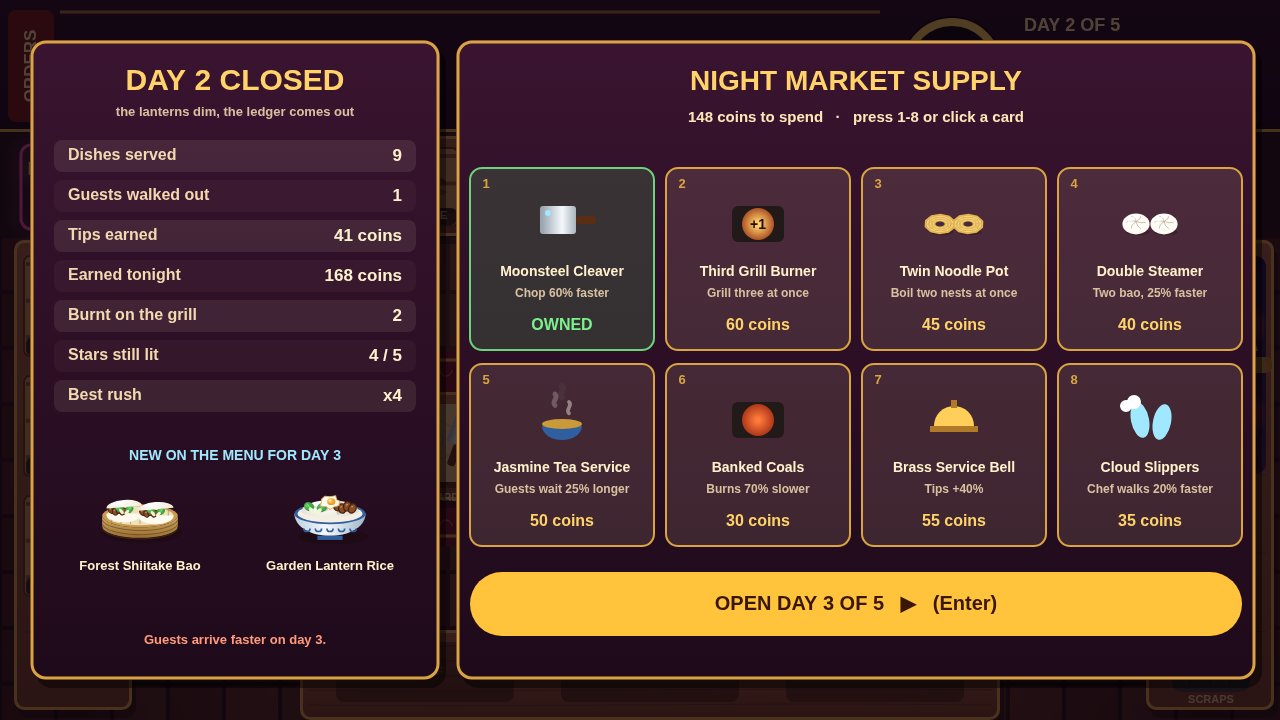 ORDERS
DAY 2 OF 5
DAY 2 CLOSED
the lanterns dim, the ledger comes out
Dishes served 9
Guests walked out 1
Tips earned 41 coins
Earned tonight 168 coins
Burnt on the grill 2
Stars still lit 4 / 5
Best rush x4
NEW ON THE MENU FOR DAY 3
Forest Shiitake Bao
Garden Lantern Rice
Guests arrive faster on day 3.
NIGHT MARKET SUPPLY
148 coins to spend · press 1-8 or click a card
1
Moonsteel Cleaver
Chop 60% faster
OWNED
2
+1
Third Grill Burner
Grill three at once
60 coins
3
Twin Noodle Pot
Boil two nests at once
45 coins
4
Double Steamer
Two bao, 25% faster
40 coins
5
Jasmine Tea Service
Guests wait 25% longer
50 coins
6
Banked Coals
Burns 70% slower
30 coins
7
Brass Service Bell
Tips +40%
55 coins
8
Cloud Slippers
Chef walks 20% faster
35 coins
OPEN DAY 3 OF 5 ▶ (Enter)
SCRAPS